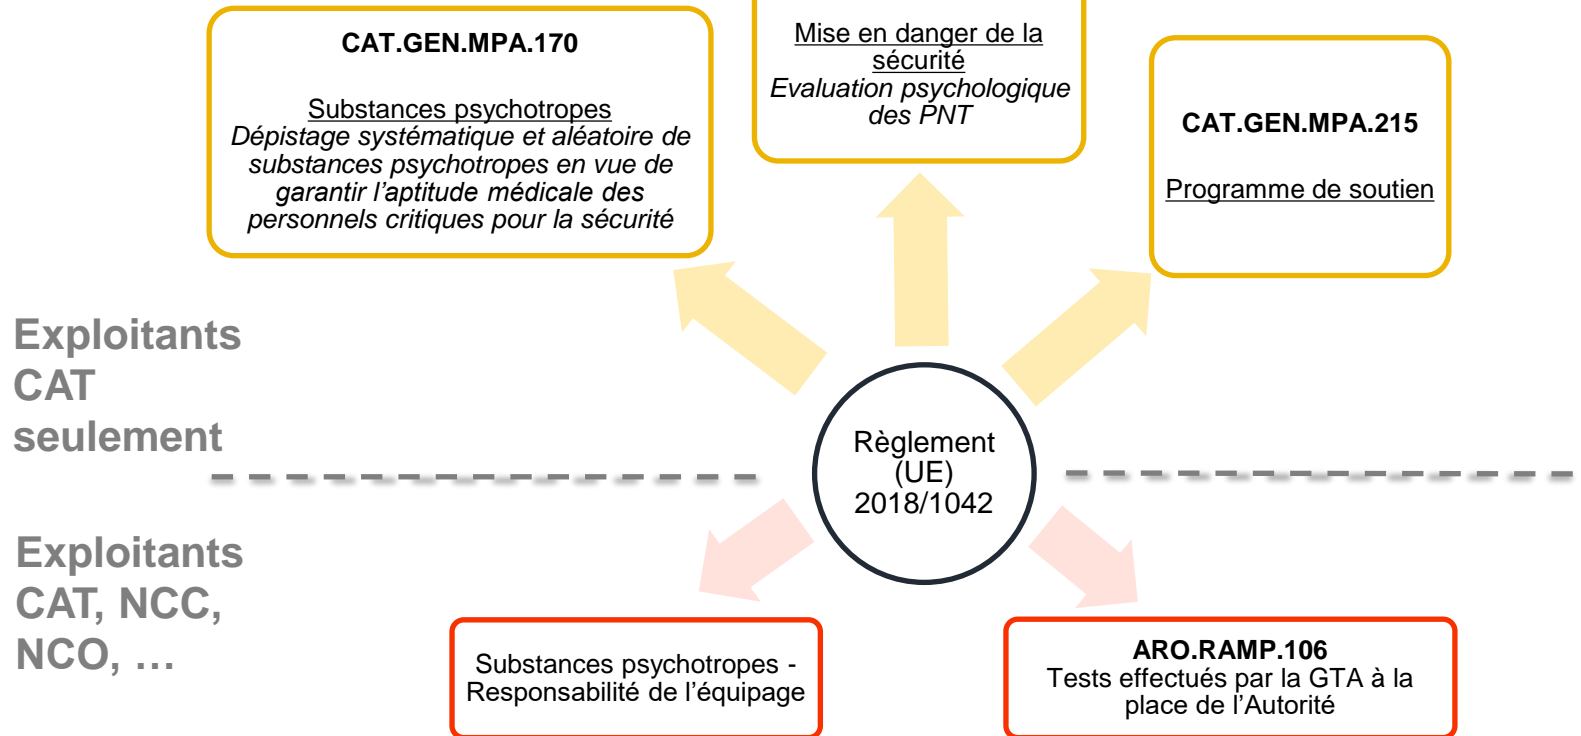 CAT.GEN.MPA.170
Substances psychotropes
Dépistage systématique et aléatoire de
substances psychotropes en vue de
garantir l’aptitude médicale des
personnels critiques pour la sécurité
Mise en danger de la
sécurité
Evaluation psychologique
des PNT
CAT.GEN.MPA.215
Programme de soutien
Exploitants
CAT
seulement
Règlement
(UE)
2018/1042
Exploitants
CAT, NCC,
NCO, …
Substances psychotropes -
Responsabilité de l’équipage
ARO.RAMP.106
Tests effectués par la GTA à la
place de l’Autorité